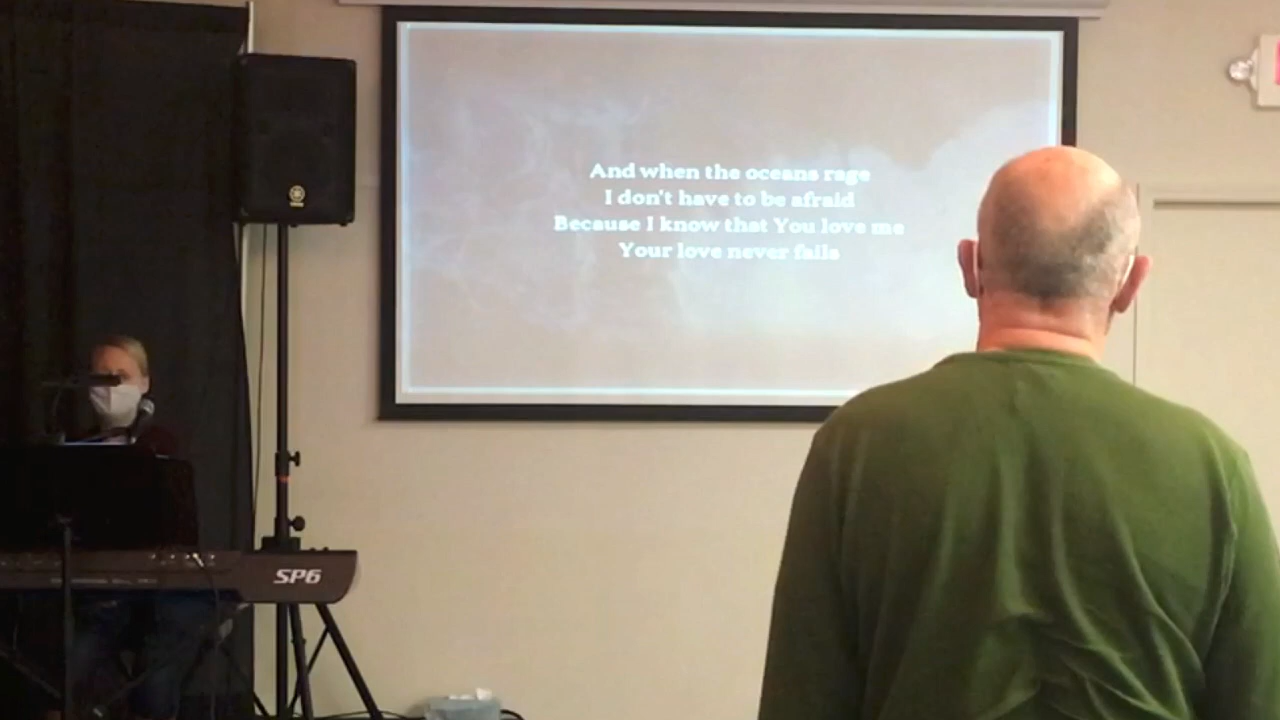 And when the oceans rage
I don't have to be afraid
Because I know that You love me
Your love never fails
SP6